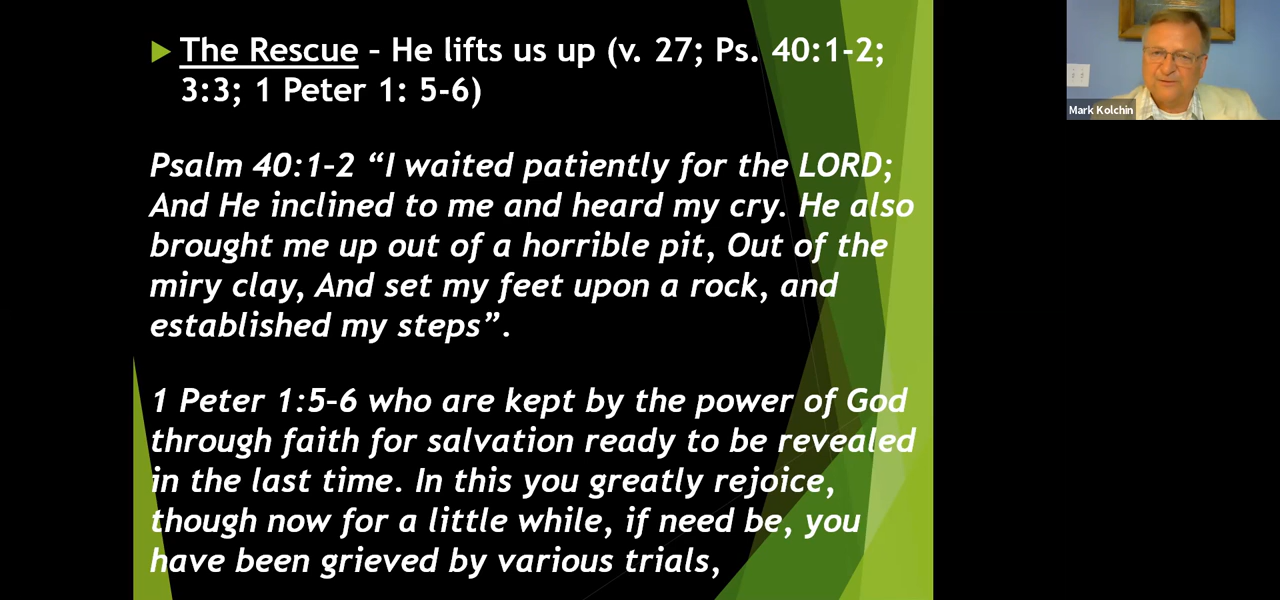 The Rescue – He lifts us up (v. 27; Ps. 40:1-2;
3:3; 1 Peter 1: 5-6)
Psalm 40:1-2 “I waited patiently for the LORD;
And He inclined to me and heard my cry. He also
brought me up out of a horrible pit, Out of the
miry clay, And set my feet upon a rock, and
established my steps”.
1 Peter 1:5-6 who are kept by the power of God
through faith for salvation ready to be revealed
in the last time. In this you greatly rejoice,
though now for a little while, if need be, you
have been grieved by various trials,
Mark Kolchin